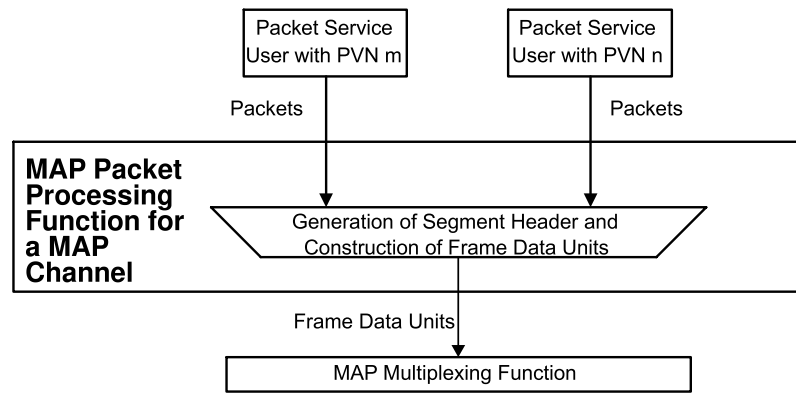 Packet Service
User with PVN m
Packet Service
User with PVN n
Packets
Packets
MAP Packet
Processing
Function for
a MAP
Channel
Generation of Segment Header and
Construction of Frame Data Units
Frame Data Units
MAP Multiplexing Function